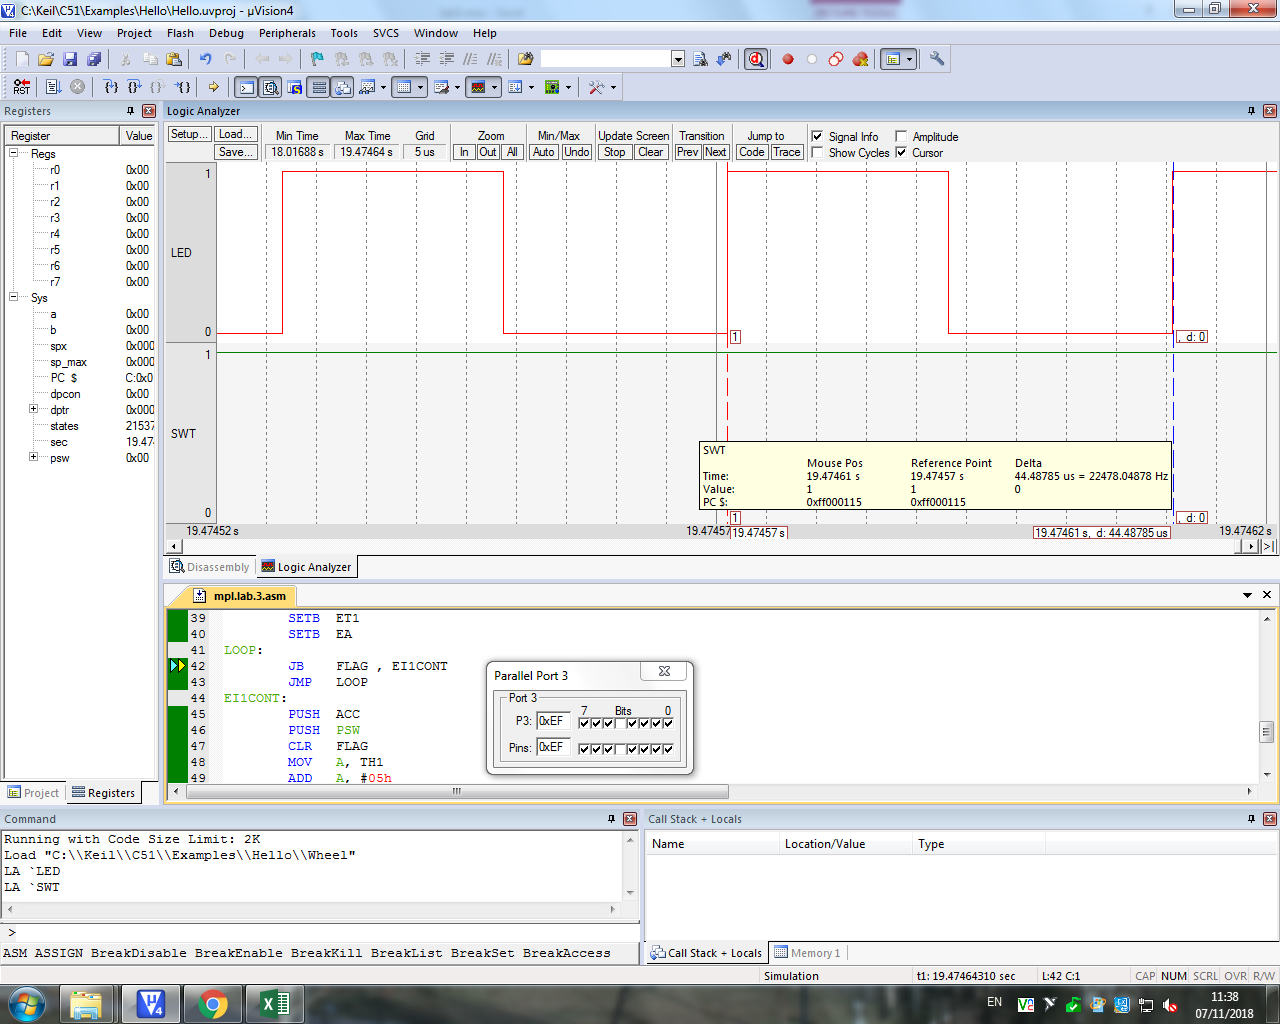 C:\Keil\C51\Examples\Hello\Hello.uvproj - µVision4
File Edit View Project Flash Debug Peripherals Tools SVCS Window Help
RST
Registers
Register Value
Regs
r0 0x00
r1 0x00
r2 0x00
r3 0x00
r4 0x00
r5 0x00
r6 0x00
r7 0x00
Sys
a 0x00
b 0x00
spx 0x000
sp_max 0x000
PC $ C:0x0
dpcon 0x00
dptr 0x000
states 21537
sec 19.47
psw 0x00
Project Registers
Logic Analyzer
Setup... Load... Min Time Max Time Grid Zoom Min/Max Update Screen Transition Jump to Signal Info Amplitude
Save... 18.01688 s 19.47464 s 5 us In Out All Auto Undo Stop Clear Prev Next Code Trace Show Cycles Cursor
1
LED
0
1 , d: 0
1
SWT
0
1 , d: 0
SWT
Mouse Pos Reference Point Delta
Time: 19.47461 s 19.47457 s 44.48785 us = 22478.04878 Hz
Value: 1 1 0
PC $: 0xff000115 0xff000115
19.47452 s 19.47457 19.47457 s 19.47461 s, d: 44.48785 us 19.47462 s
Disassembly Logic Analyzer
mpl.lab.3.asm
39 SETB ET1
40 SETB EA
41 LOOP:
42 JB FLAG , EI1CONT
43 JMP LOOP
44 EI1CONT:
45 PUSH ACC
46 PUSH PSW
47 CLR FLAG
48 MOV A, TH1
49 ADD A, #05h
Parallel Port 3
Port 3
7 Bits 0
P3: 0xEF
Pins: 0xEF
Command
Running with Code Size Limit: 2K
Load "C:\\Keil\\C51\\Examples\\Hello\\Wheel"
LA `LED
LA `SWT
>
ASM ASSIGN BreakDisable BreakEnable BreakKill BreakList BreakSet BreakAccess
Call Stack + Locals
Name Location/Value Type
Call Stack + Locals Memory 1
Simulation t1: 19.47464310 sec L:42 C:1 CAP NUM SCRL OVR R/W
EN
11:38
07/11/2018